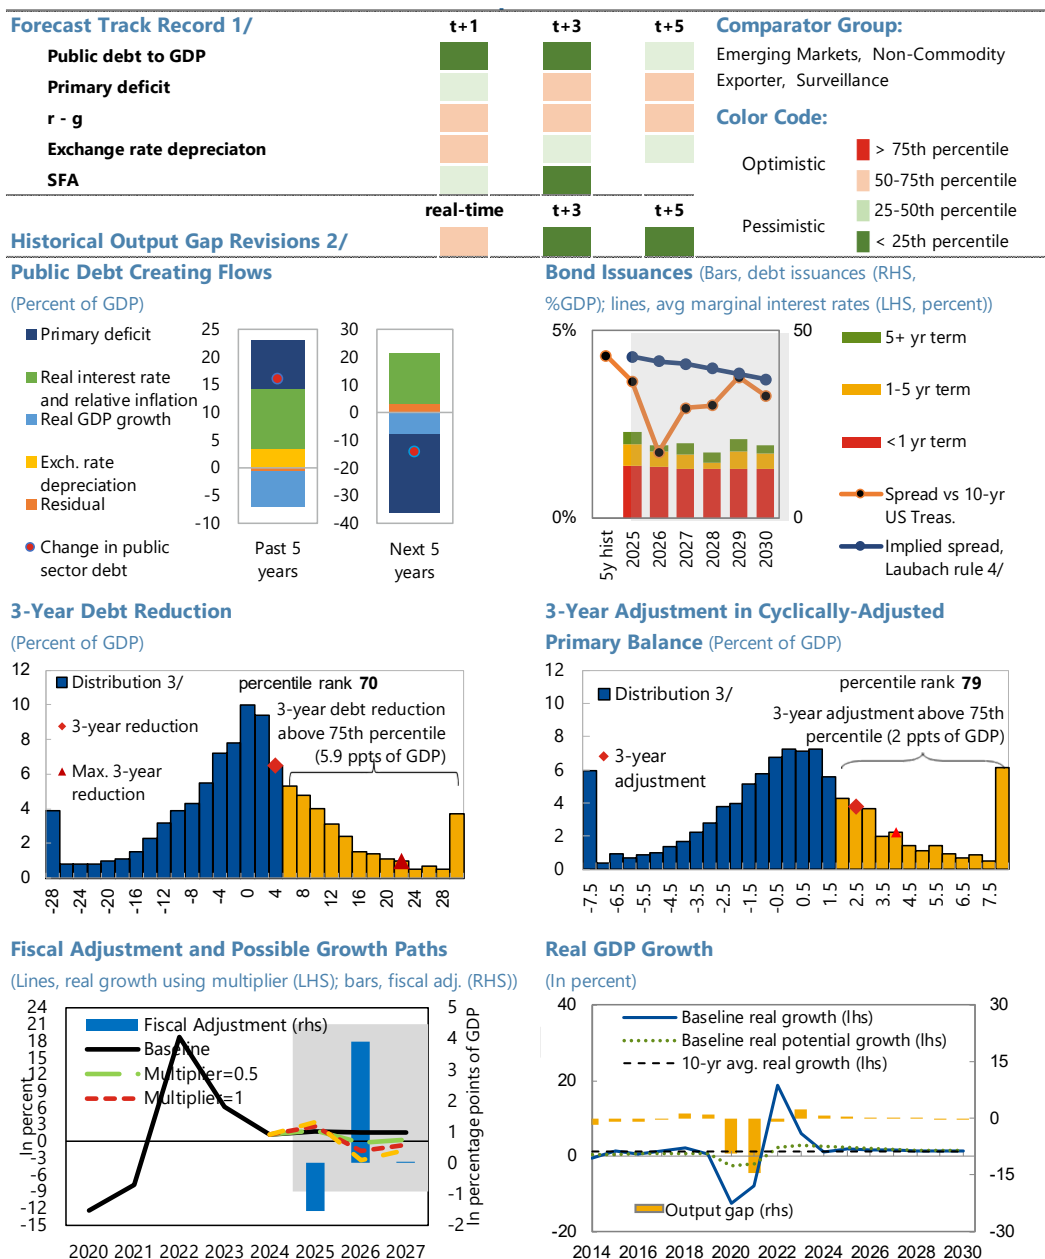 Forecast Track Record 1/ t+1 t+3 t+5 Comparator Group:
Public debt to GDP
Primary deficit
r - g
Exchange rate depreciaton
SFA
Emerging Markets, Non-Commodity
Exporter, Surveillance
Color Code:
Optimistic
> 75th percentile
50-75th percentile
Pessimistic
25-50th percentile
< 25th percentile
real-time t+3 t+5
Historical Output Gap Revisions 2/
Public Debt Creating Flows
(Percent of GDP)
Primary deficit
Real interest rate
and relative inflation
Real GDP growth
Exch. rate
depreciation
Residual
Change in public
sector debt
25
20
15
10
5
0
-5
-10
Past 5
years
30
20
10
0
-10
-20
-30
-40
Next 5
years
Bond Issuances (Bars, debt issuances (RHS,
%GDP); lines, avg marginal interest rates (LHS, percent))
5%
0%
50
0
5y hist 2025 2026 2027 2028 2029 2030
5+ yr term
1-5 yr term
<1 yr term
Spread vs 10-yr
US Treas.
Implied spread,
Laubach rule 4/
3-Year Debt Reduction
(Percent of GDP)
12
10
8
6
4
2
0
Distribution 3/
3-year reduction
Max. 3-year
reduction
percentile rank 70
3-year debt reduction
above 75th percentile
(5.9 ppts of GDP)
-28 -24 -20 -16 -12 -8 -4 0 4 8 12 16 20 24 28
3-Year Adjustment in Cyclically-Adjusted
Primary Balance (Percent of GDP)
12
10
8
6
4
2
0
Distribution 3/
3-year
adjustment
percentile rank 79
3-year adjustment above 75th
percentile (2 ppts of GDP)
-7.5 -6.5 -5.5 -4.5 -3.5 -2.5 -1.5 -0.5 0.5 1.5 2.5 3.5 4.5 5.5 6.5 7.5
Fiscal Adjustment and Possible Growth Paths
(Lines, real growth using multiplier (LHS); bars, fiscal adj. (RHS))
In percent
24
21
18
15
12
9
6
3
0
-3
-6
-9
-12
-15
Fiscal Adjustment (rhs)
Baseline
Multiplier=0.5
Multiplier=1
5
4
3
2
1
0
-1
-2
In percentage points of GDP
2020 2021 2022 2023 2024 2025 2026 2027
Real GDP Growth
(In percent)
40
20
0
-20
Baseline real growth (lhs)
Baseline real potential growth (lhs)
10-yr avg. real growth (lhs)
Output gap (rhs)
30
15
0
-15
-30
2014 2016 2018 2020 2022 2024 2026 2028 2030